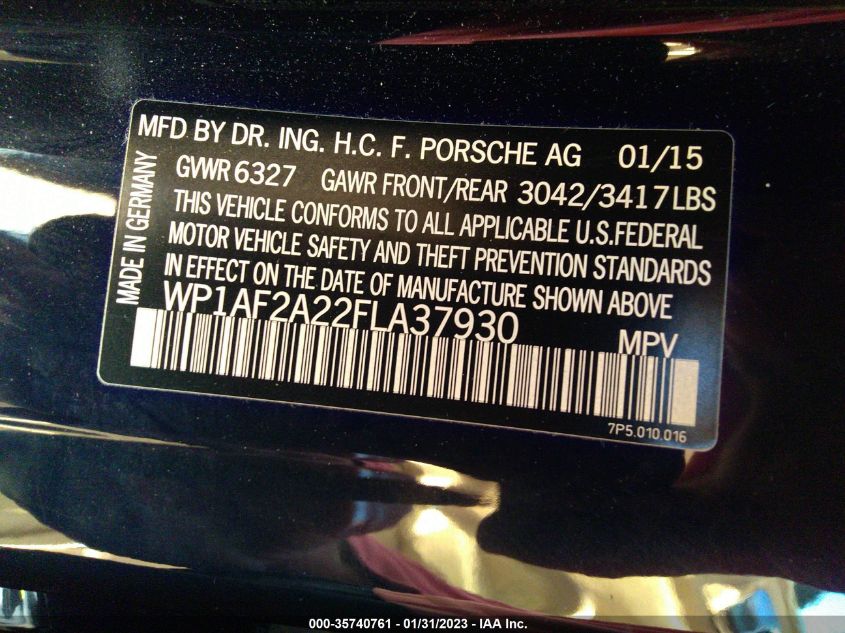 MFD BY DR. ING. H.C. F. PORSCHE AG 01/15
GVWR 6327 GAWR FRONT/REAR 3042/3417LBS
THIS VEHICLE CONFORMS TO ALL APPLICABLE U.S.FEDERAL
MOTOR VEHICLE SAFETY AND THEFT PREVENTION STANDARDS
IN EFFECT ON THE DATE OF MANUFACTURE SHOWN ABOVE
WP1AF2A22FLA37930 MPV
MADE IN GERMANY
7P5.010.016
000-35740761 - 01/31/2023 - IAA Inc.